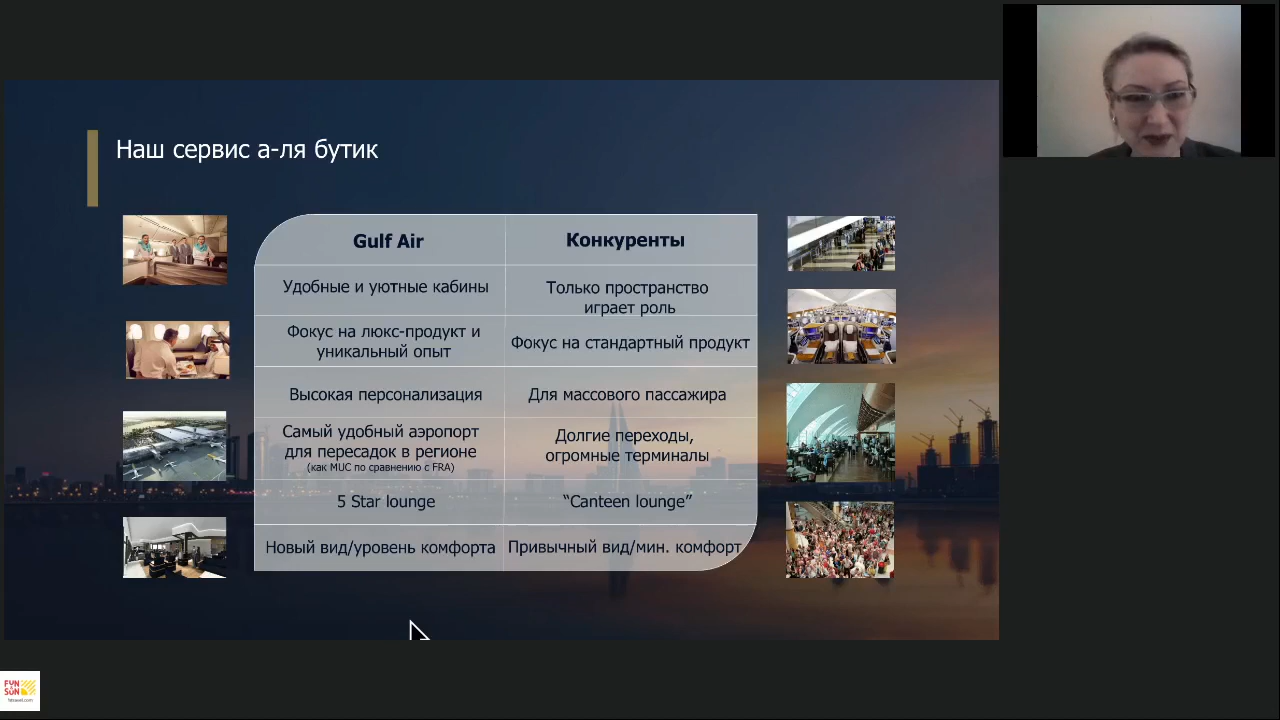 Наш сервис а-ля бутик
Gulf Air
Конкуренты
Удобные и уютные кабины
Только пространство
играет роль
Фокус на люкс-продукт и
уникальный опыт
Фокус на стандартный продукт
Высокая персонализация
Для массового пассажира
Самый удобный аэропорт
для пересадок в регионе
(как MUC по сравнению с FRA)
Долгие переходы,
огромные терминалы
5 Star lounge
“Canteen lounge”
Новый вид/уровень комфорта
Привычный вид/мин. комфорт
FUN
SUN